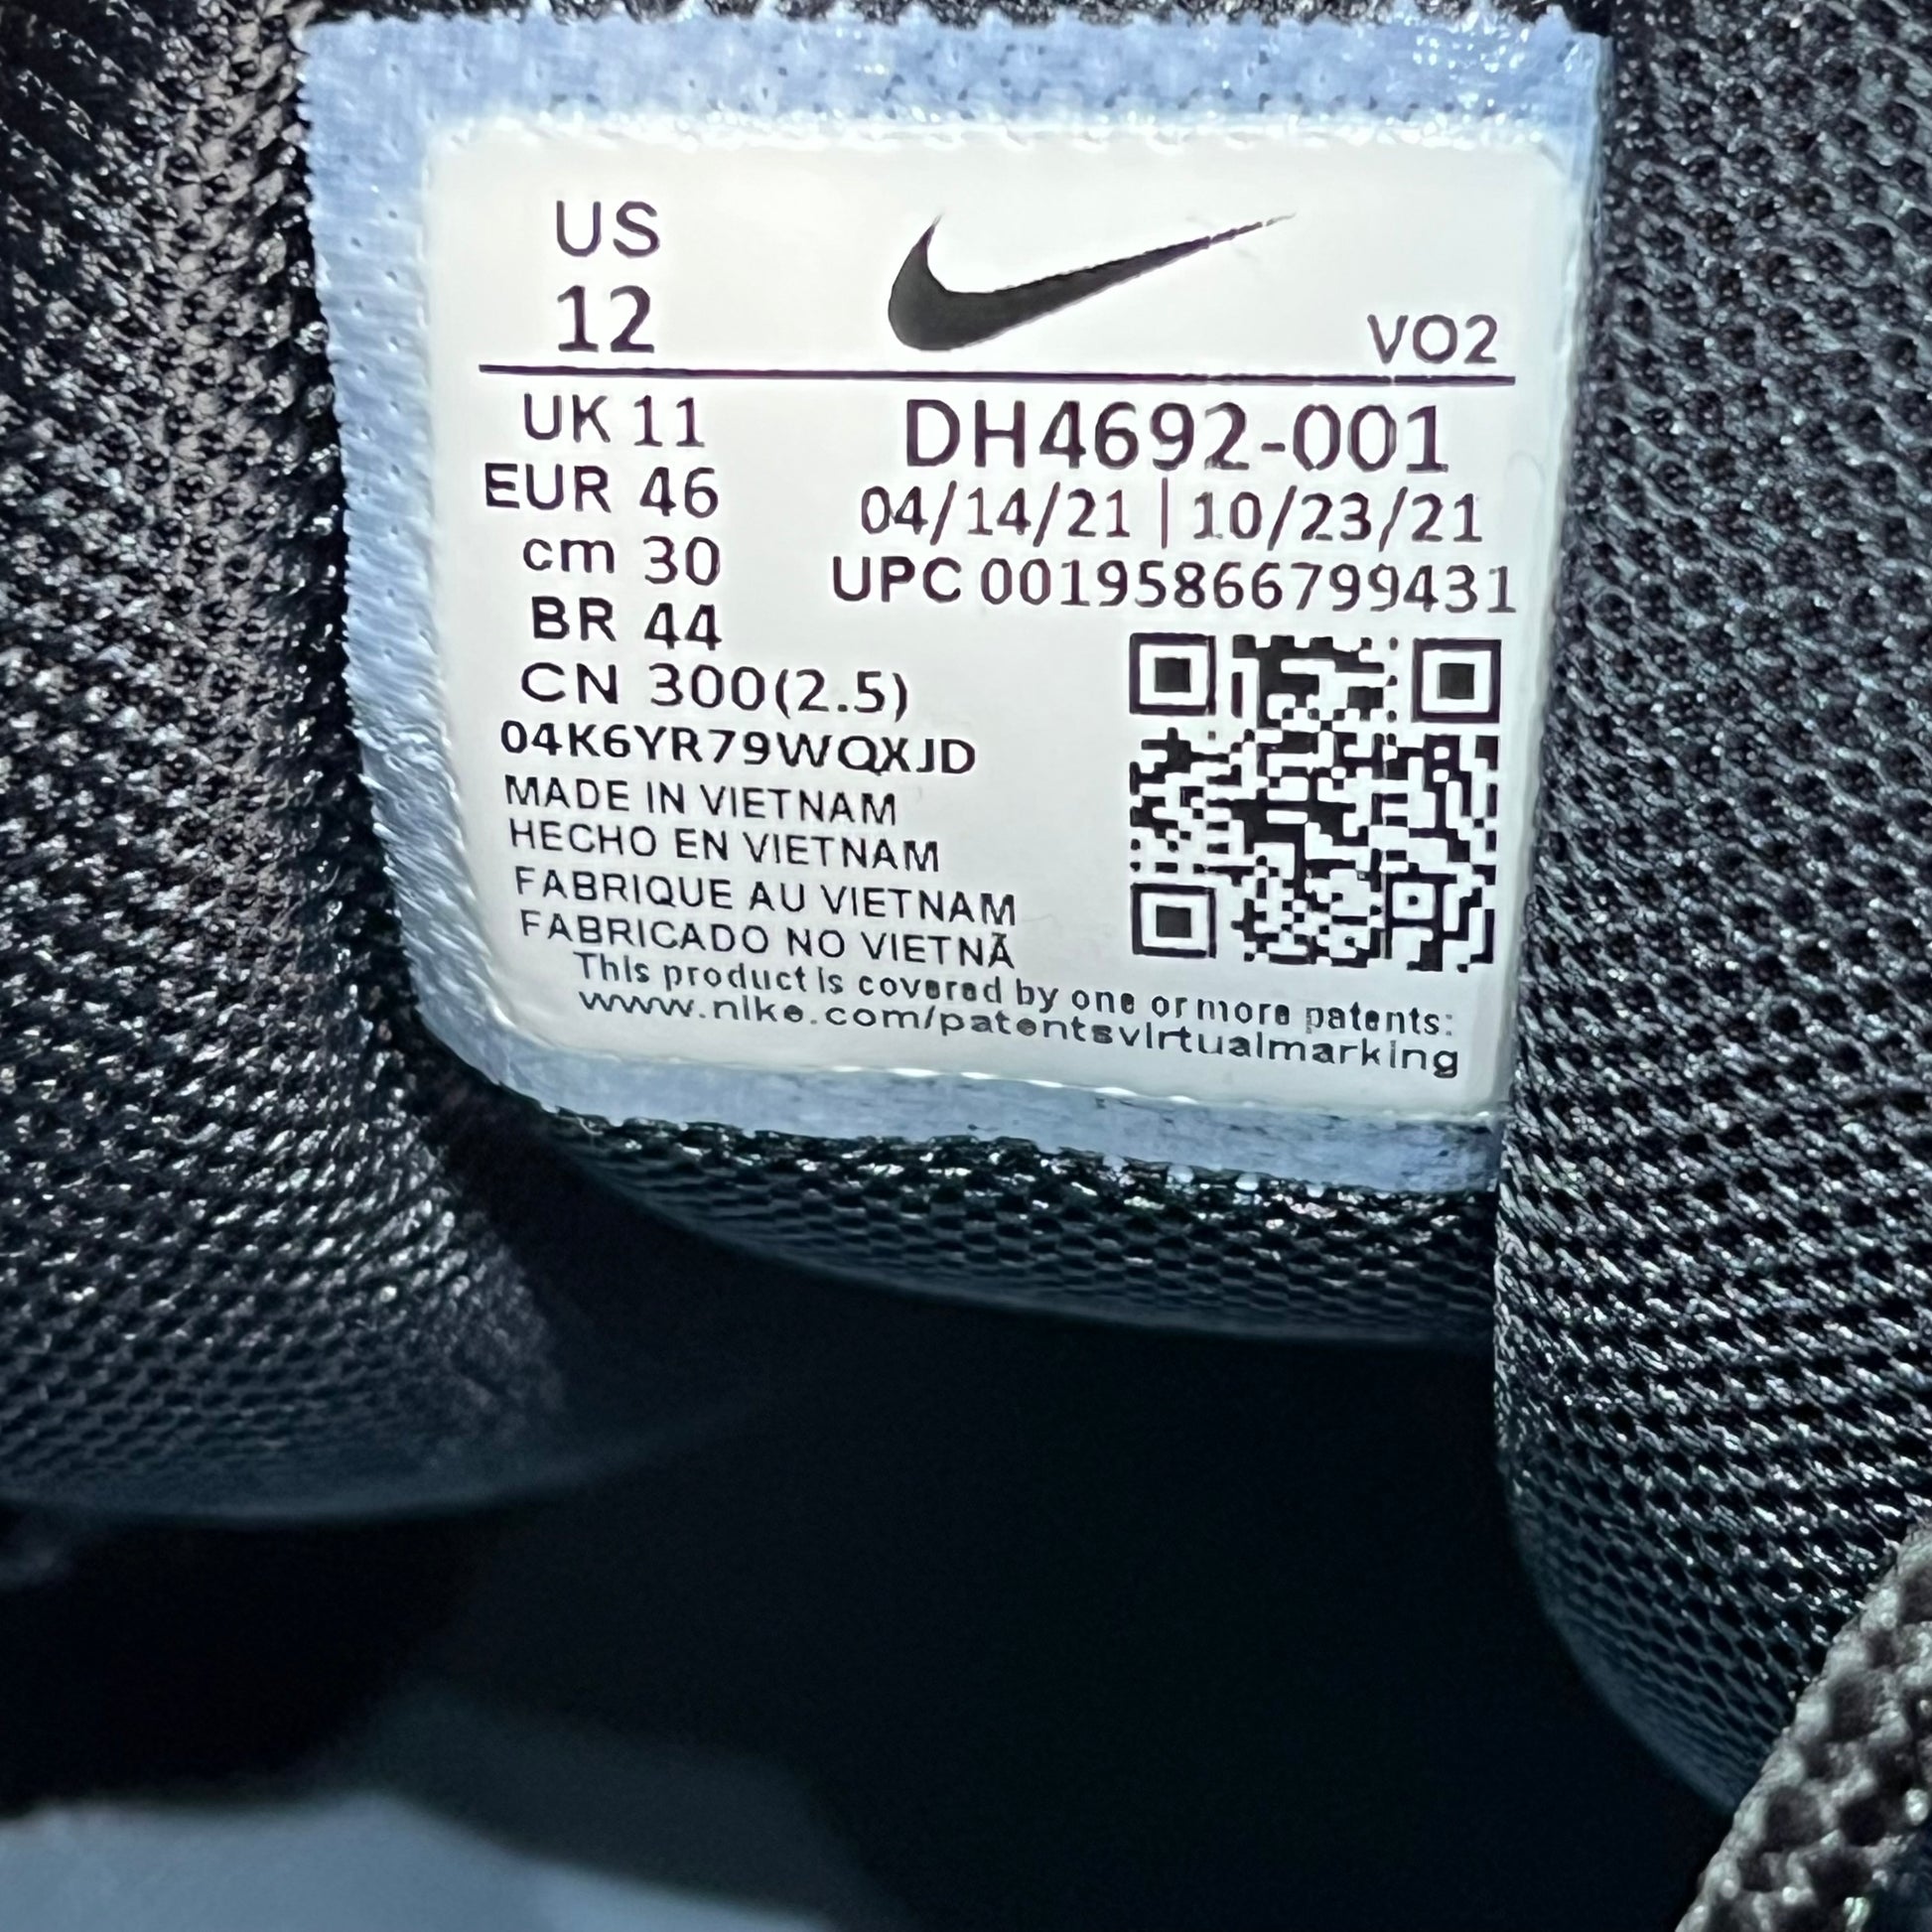 US
12
VO2
UK 11
EUR 46
cm 30
BR 44
CN 300(2.5)
DH4692-001
04/14/21 | 10/23/21
UPC 00195866799431
04K6YR79WQXJD
MADE IN VIETNAM
HECHO EN VIETNAM
FABRIQUE AU VIETNAM
FABRICADO NO VIETNÃ
This product is covered by one or more patents:
www.nike.com/patentsvirtualmarking